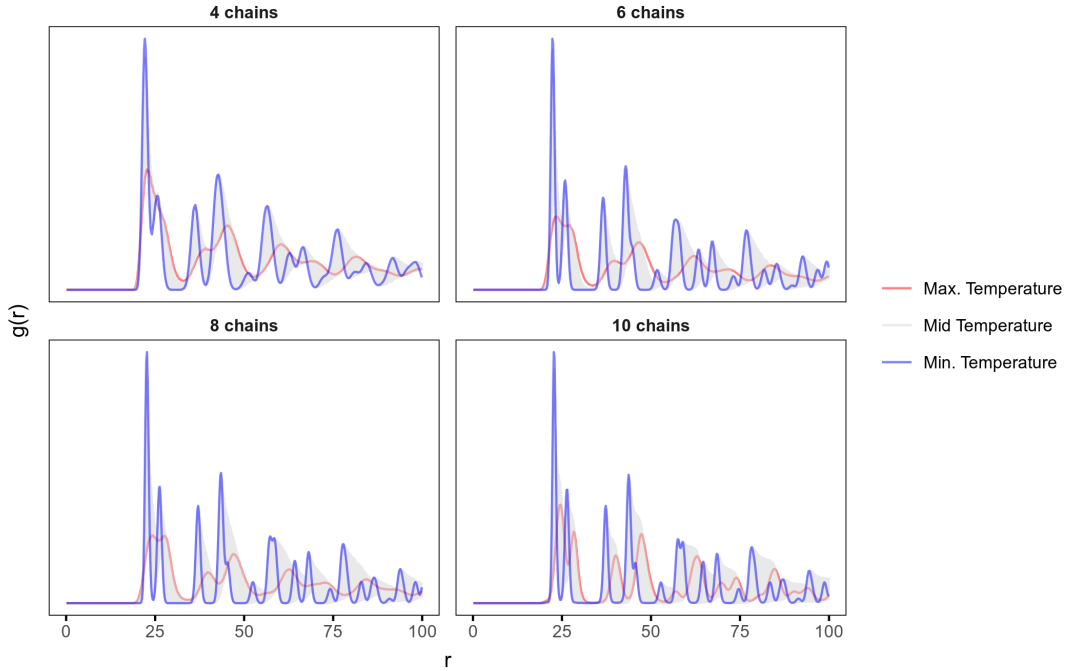 4 chains
6 chains
g(r)
Max. Temperature
Mid Temperature
Min. Temperature
8 chains
10 chains
0 25 50 75 100
0 25 50 75 100
r